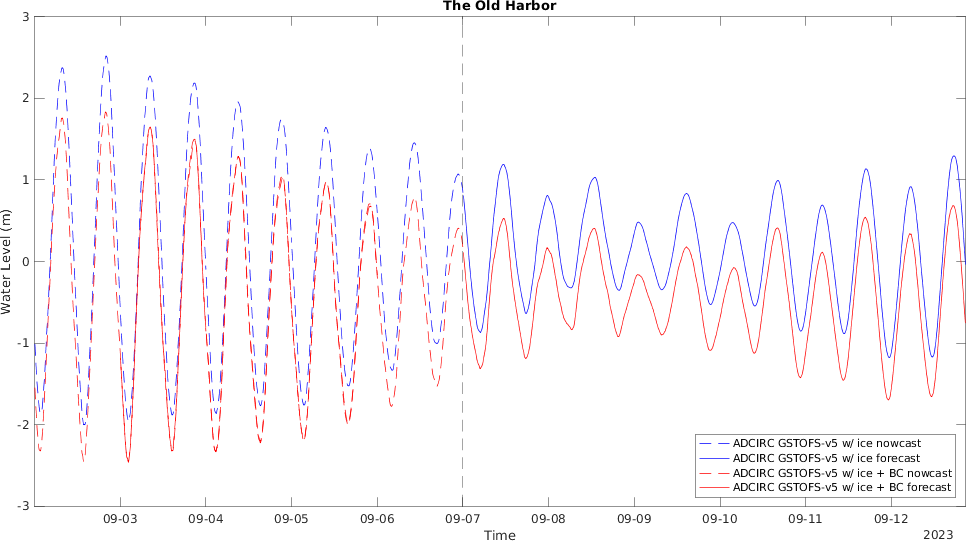 The Old Harbor
3
2
1
0
-1
-2
-3
Water Level (m)
ADCIRC GSTOFS-v5 w/ ice nowcast
ADCIRC GSTOFS-v5 w/ ice forecast
ADCIRC GSTOFS-v5 w/ ice + BC nowcast
ADCIRC GSTOFS-v5 w/ ice + BC forecast
09-03 09-04 09-05 09-06 09-07 09-08 09-09 09-10 09-11 09-12
Time
2023